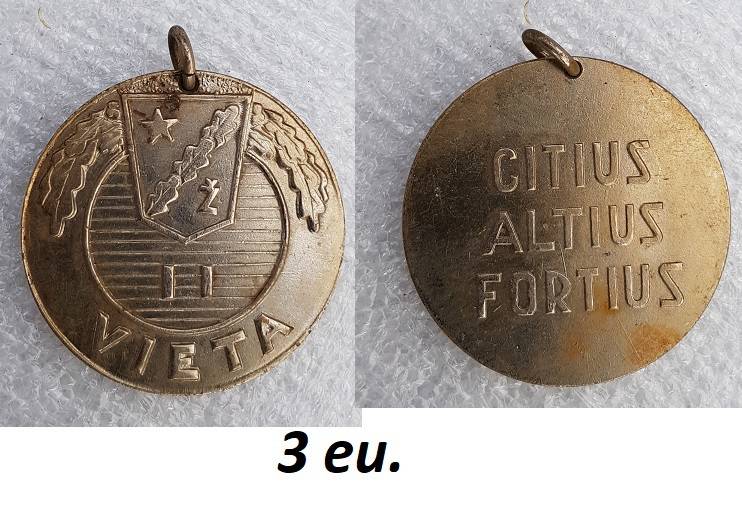 Ž
II
VIETA
CITIUS
ALTIUS
FORTIUS
3 eu.